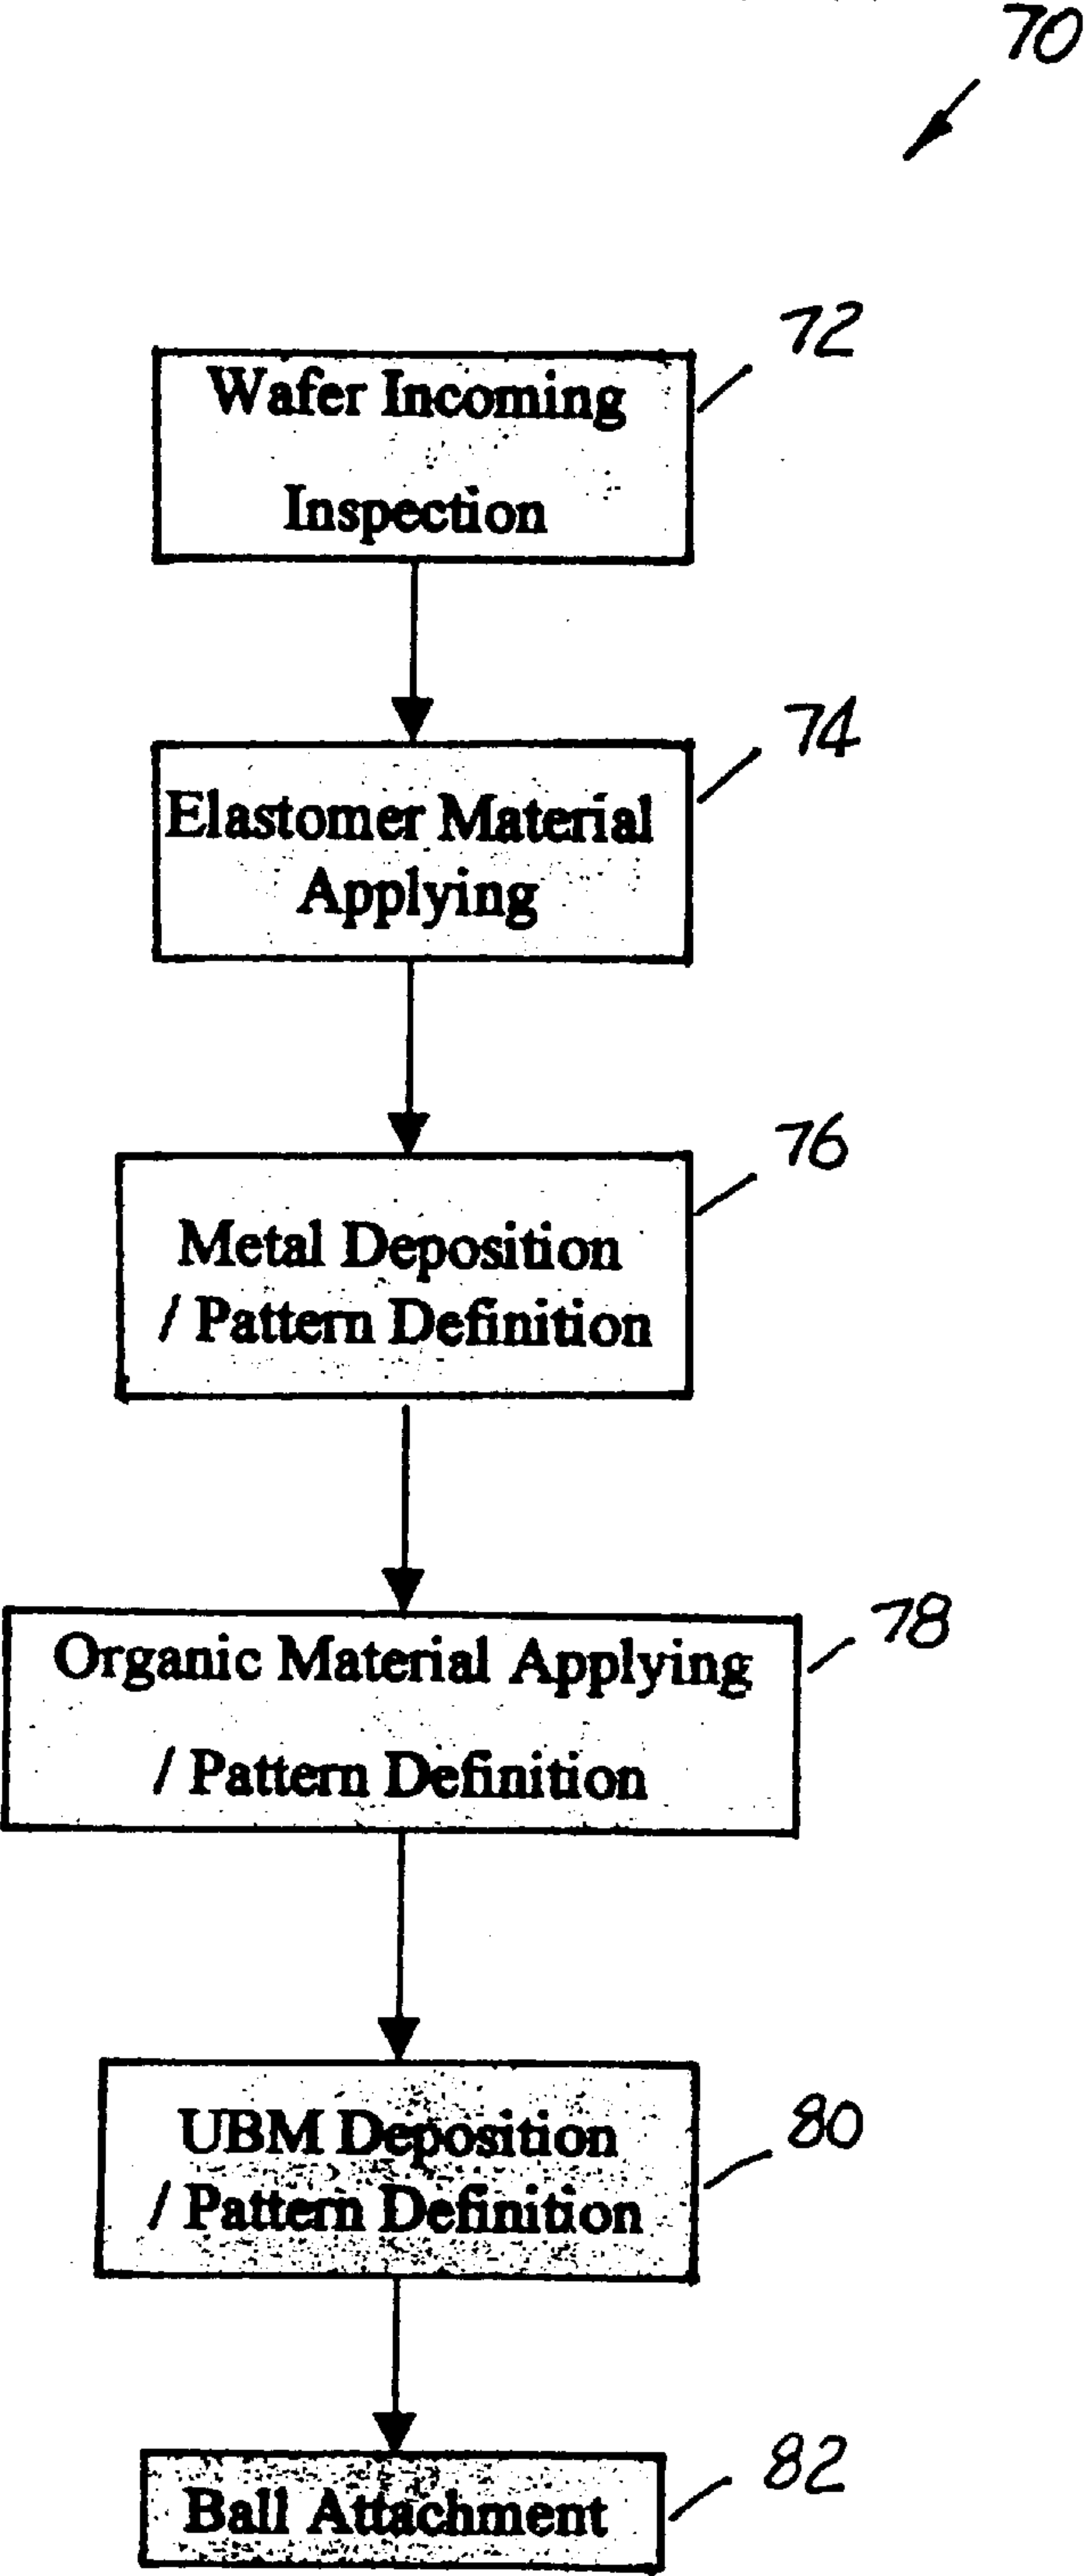 70
72
Wafer Incoming
Inspection
74
Elastomer Material
Applying
76
Metal Deposition
/ Pattern Definition
78
Organic Material Applying
/ Pattern Definition
80
UBM Deposition
/ Pattern Definition
82
Ball Attachment